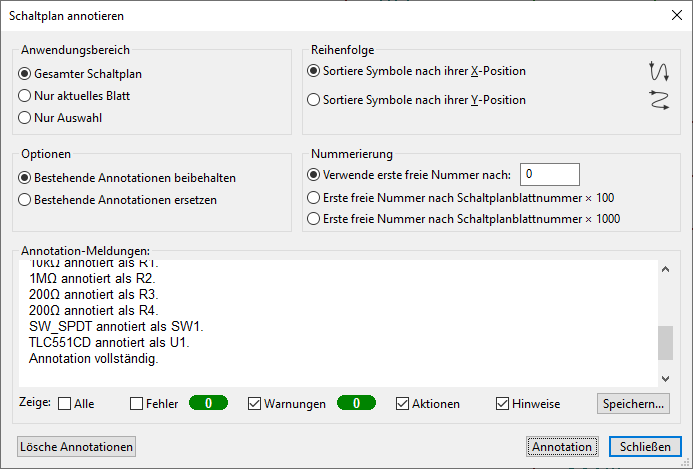 Schaltplan annotieren
Anwendungsbereich
Gesamter Schaltplan
Nur aktuelles Blatt
Nur Auswahl
Reihenfolge
Sortiere Symbole nach ihrer X-Position
Sortiere Symbole nach ihrer Y-Position
Optionen
Bestehende Annotationen beibehalten
Bestehende Annotationen ersetzen
Nummerierung
Verwende erste freie Nummer nach: 0
Erste freie Nummer nach Schaltplanblattnummer × 100
Erste freie Nummer nach Schaltplanblattnummer × 1000
Annotation-Meldungen:
10kΩ annotiert als R1.
1MΩ annotiert als R2.
200Ω annotiert als R3.
200Ω annotiert als R4.
SW_SPDT annotiert als SW1.
TLC551CD annotiert als U1.
Annotation vollständig.
Zeige: Alle Fehler 0 Warnungen 0 Aktionen Hinweise Speichern...
Lösche Annotationen Annotation Schließen